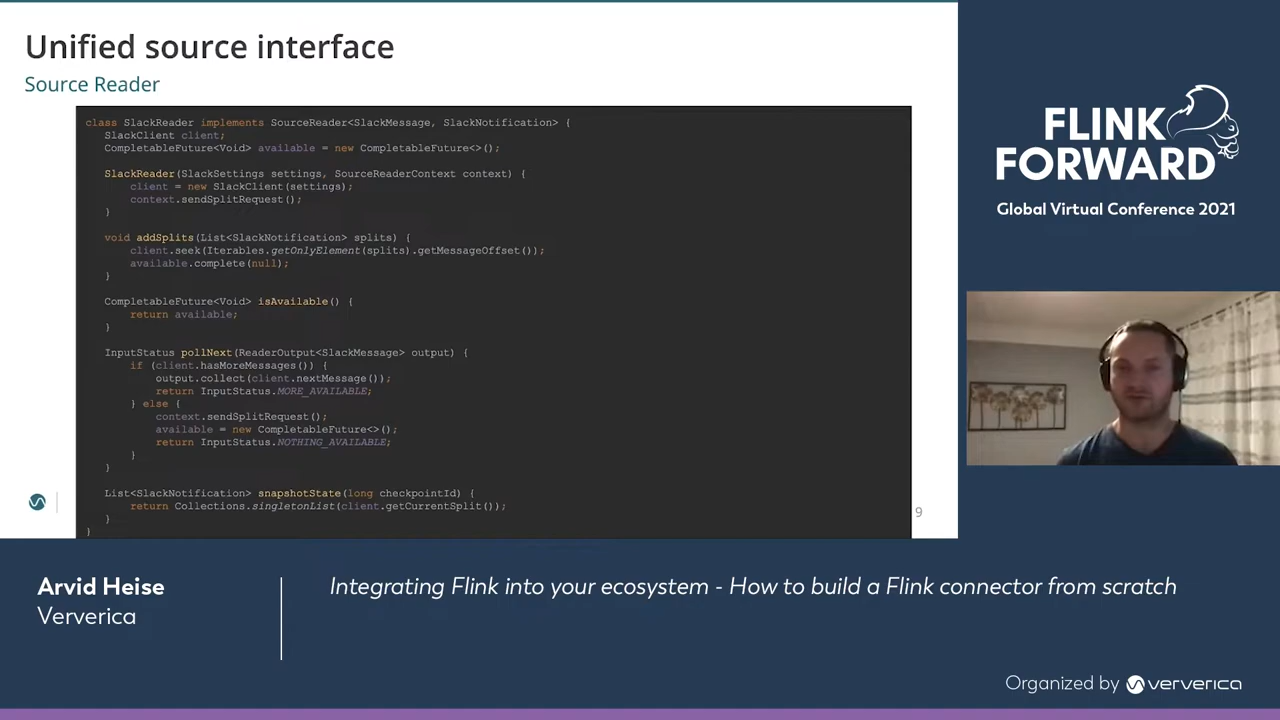 Unified source interface
Source Reader
class SlackReader implements SourceReader<SlackMessage, SlackNotification> {
SlackClient client;
CompletableFuture<Void> available = new CompletableFuture<>();
SlackReader(SlackSettings settings, SourceReaderContext context) {
client = new SlackClient(settings);
context.sendSplitRequest();
}
void addSplits(List<SlackNotification> splits) {
client.seek(Iterables.getOnlyElement(splits).getMessageOffset());
available.complete(null);
}
CompletableFuture<Void> isAvailable() {
return available;
}
InputStatus pollNext(ReaderOutput<SlackMessage> output) {
if (client.hasMoreMessages()) {
output.collect(client.nextMessage());
return InputStatus.MORE_AVAILABLE;
} else {
context.sendSplitRequest();
available = new CompletableFuture<>();
return InputStatus.NOTHING_AVAILABLE;
}
}
List<SlackNotification> snapshotState(long checkpointId) {
return Collections.singletonList(client.getCurrentSplit());
}
}
9
FLINK
FORWARD
Global Virtual Conference 2021
Arvid Heise
Ververica
Integrating Flink into your ecosystem - How to build a Flink connector from scratch
Organized by ververica